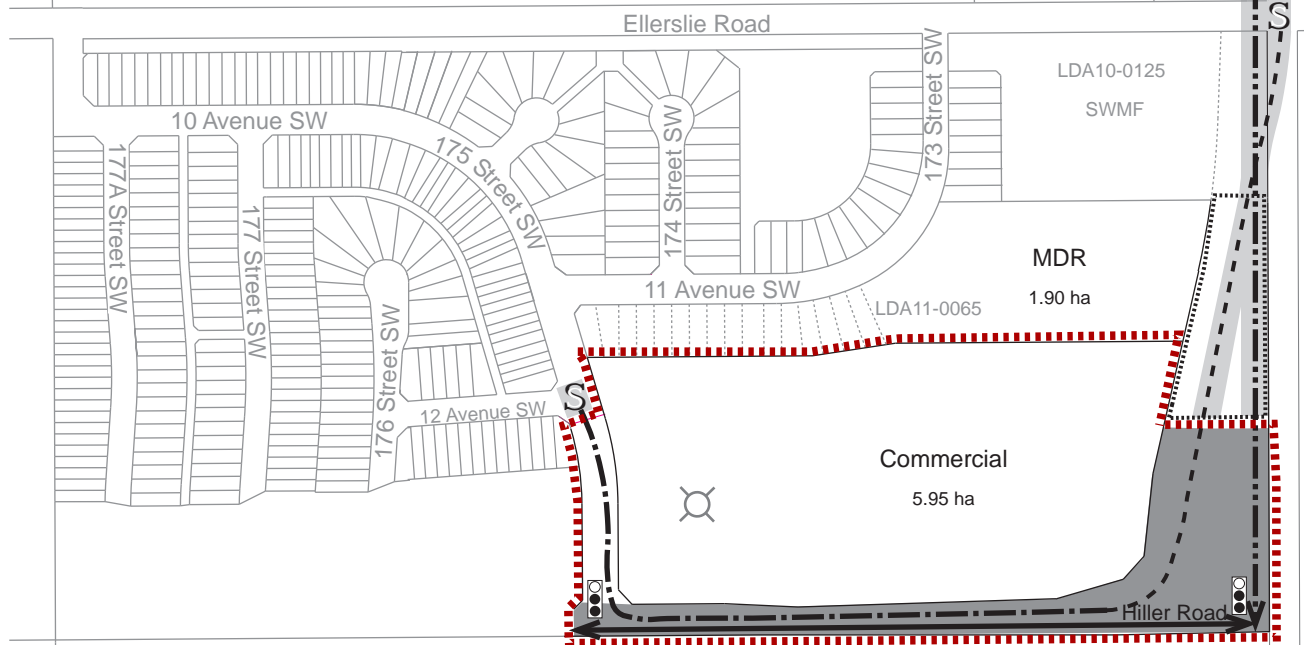 Ellerslie Road
S
LDA10-0125
SWMF
10 Avenue SW
175 Street SW
174 Street SW
173 Street SW
177A Street SW
177 Street SW
176 Street SW
11 Avenue SW
MDR
1.90 ha
LDA11-0065
S
12 Avenue SW
Commercial
5.95 ha
Hiller Road